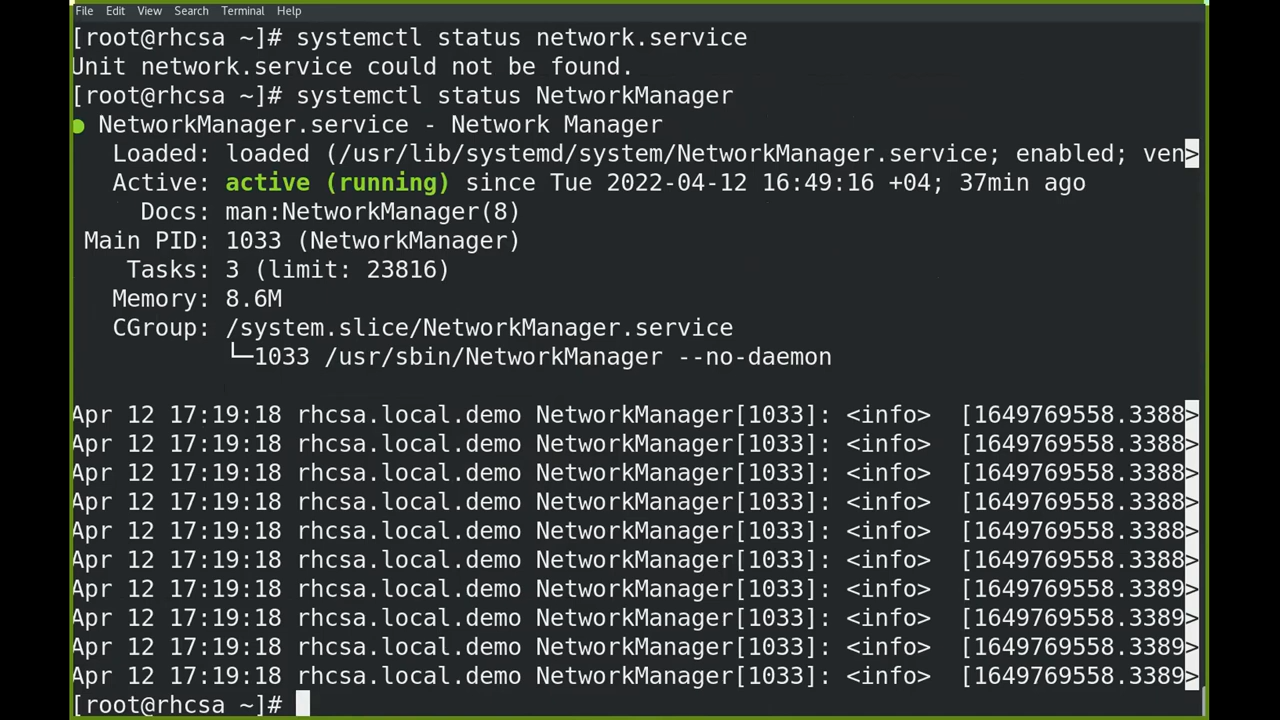 File Edit View Search Terminal Help
[root@rhcsa ~]# systemctl status network.service
Unit network.service could not be found.
[root@rhcsa ~]# systemctl status NetworkManager
● NetworkManager.service - Network Manager
   Loaded: loaded (/usr/lib/systemd/system/NetworkManager.service; enabled; ven>
   Active: active (running) since Tue 2022-04-12 16:49:16 +04; 37min ago
     Docs: man:NetworkManager(8)
 Main PID: 1033 (NetworkManager)
    Tasks: 3 (limit: 23816)
   Memory: 8.6M
   CGroup: /system.slice/NetworkManager.service
           └─1033 /usr/sbin/NetworkManager --no-daemon
Apr 12 17:19:18 rhcsa.local.demo NetworkManager[1033]: <info>  [1649769558.3388>
Apr 12 17:19:18 rhcsa.local.demo NetworkManager[1033]: <info>  [1649769558.3388>
Apr 12 17:19:18 rhcsa.local.demo NetworkManager[1033]: <info>  [1649769558.3388>
Apr 12 17:19:18 rhcsa.local.demo NetworkManager[1033]: <info>  [1649769558.3388>
Apr 12 17:19:18 rhcsa.local.demo NetworkManager[1033]: <info>  [1649769558.3388>
Apr 12 17:19:18 rhcsa.local.demo NetworkManager[1033]: <info>  [1649769558.3388>
Apr 12 17:19:18 rhcsa.local.demo NetworkManager[1033]: <info>  [1649769558.3389>
Apr 12 17:19:18 rhcsa.local.demo NetworkManager[1033]: <info>  [1649769558.3389>
Apr 12 17:19:18 rhcsa.local.demo NetworkManager[1033]: <info>  [1649769558.3389>
Apr 12 17:19:18 rhcsa.local.demo NetworkManager[1033]: <info>  [1649769558.3389>
[root@rhcsa ~]#